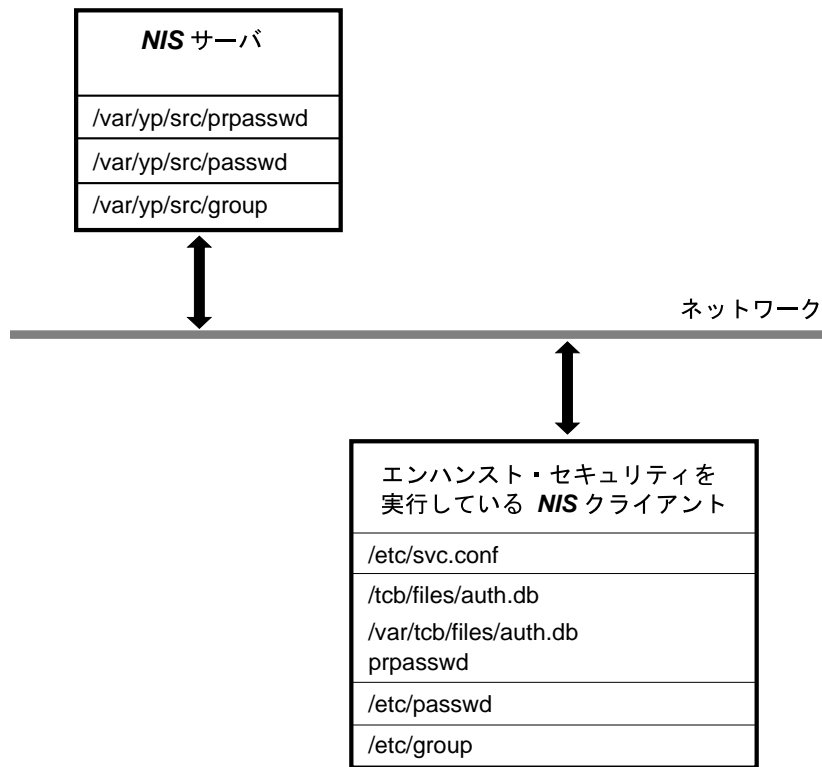 NIS サーバ
/var/yp/src/prpasswd
/var/yp/src/passwd
/var/yp/src/group
ネットワーク
エンハンスト・セキュリティを
実行している NIS クライアント
/etc/svc.conf
/tcb/files/auth.db
/var/tcb/files/auth.db
prpasswd
/etc/passwd
/etc/group